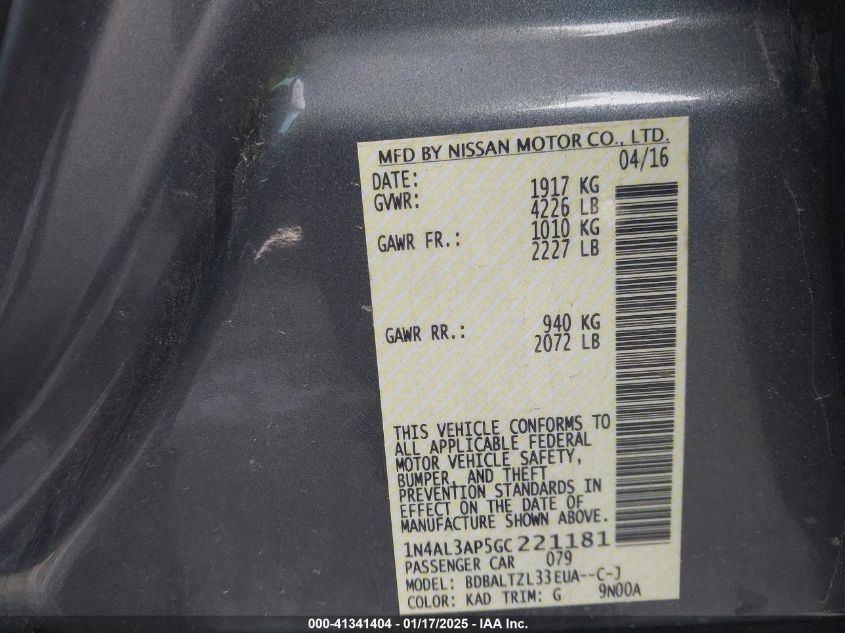 MFD BY NISSAN MOTOR CO., LTD.
DATE: 04/16
GVWR: 1917 KG
4226 LB
GAWR FR.: 1010 KG
2227 LB
GAWR RR.: 940 KG
2072 LB
THIS VEHICLE CONFORMS TO
ALL APPLICABLE FEDERAL
MOTOR VEHICLE SAFETY,
BUMPER, AND THEFT
PREVENTION STANDARDS IN
EFFECT ON THE DATE OF
MANUFACTURE SHOWN ABOVE.
1N4AL3AP5GC221181
PASSENGER CAR 079
MODEL: BDBALTZL33EUA--C-J
COLOR: KAD TRIM: G 9N00A
000-41341404 - 01/17/2025 - IAA Inc.